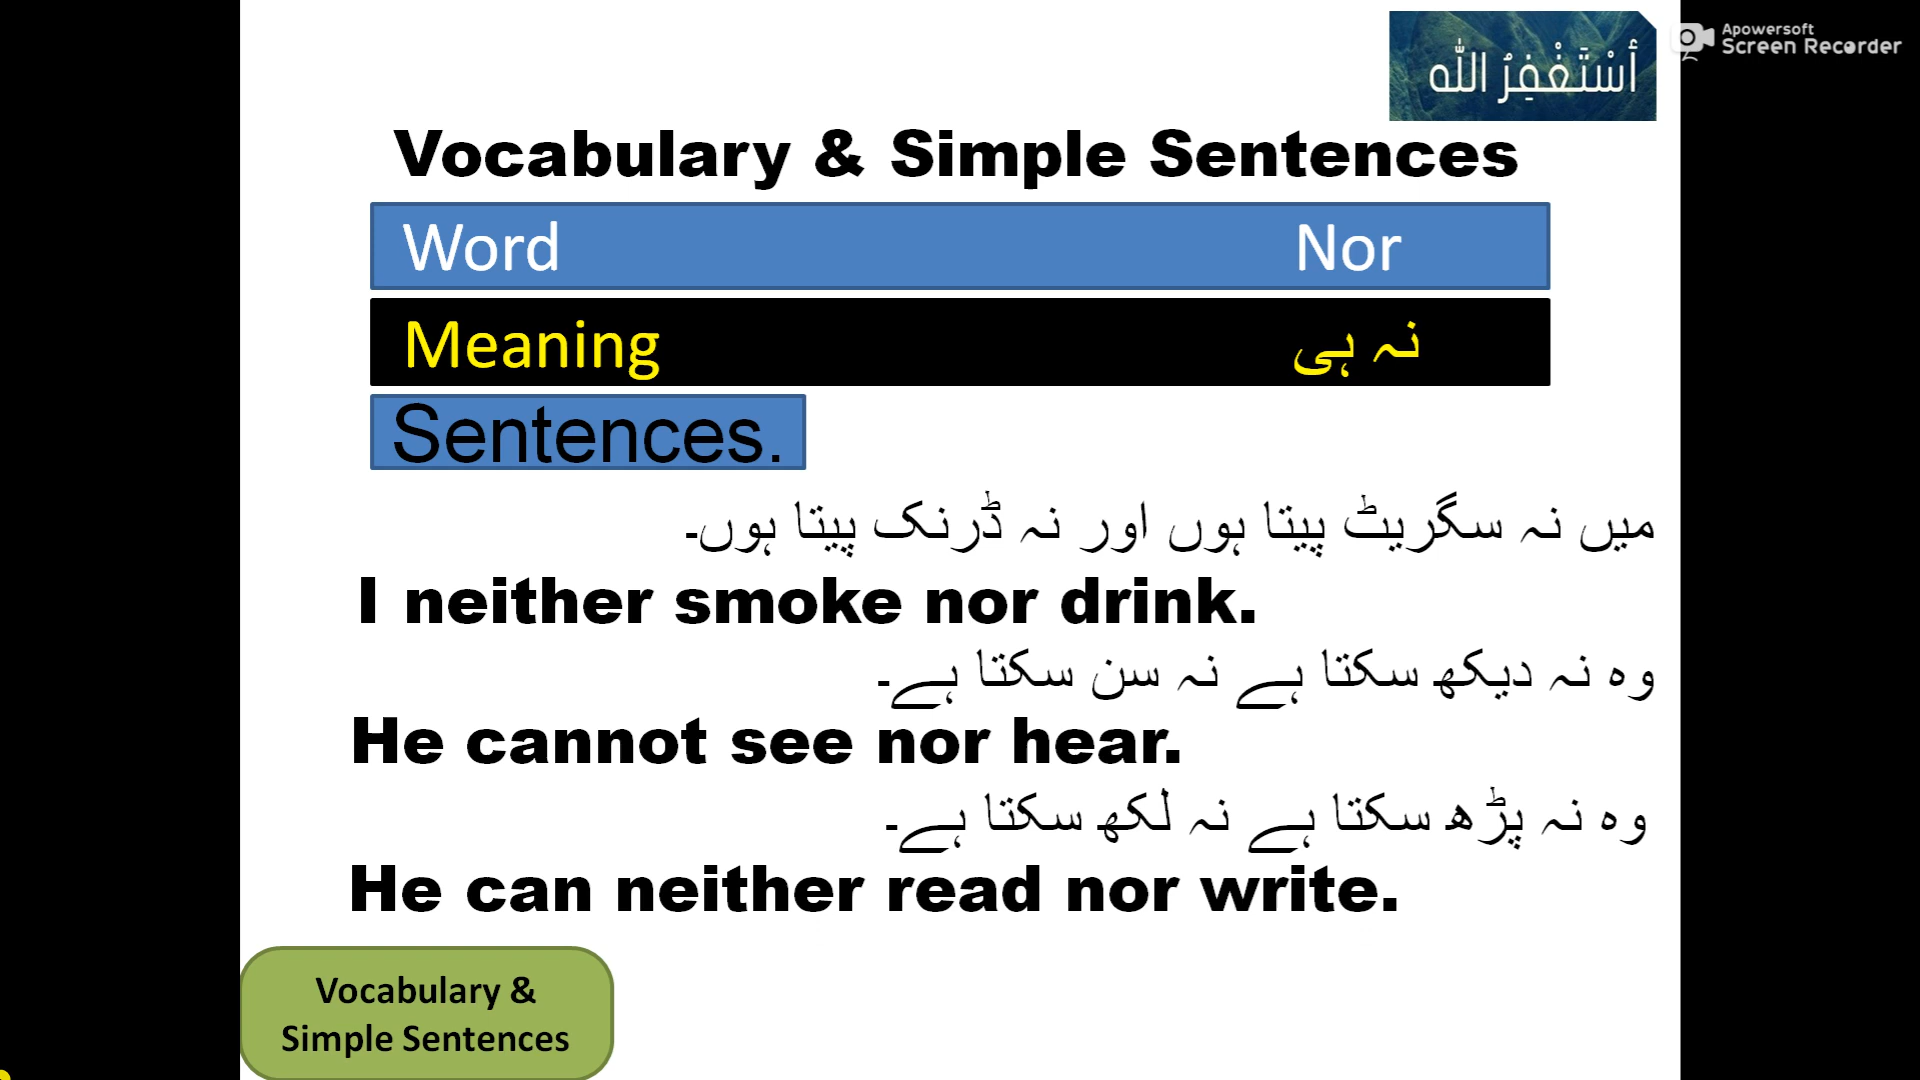 أسْتَغْفِرُ الله
Apowersoft
Screen Recorder
Vocabulary & Simple Sentences
Word Nor
Meaning نہ ہی
Sentences.
میں نہ سگریٹ پیتا ہوں اور نہ ڈرنک پیتا ہوں۔
I neither smoke nor drink.
وہ نہ دیکھ سکتا ہے نہ سن سکتا ہے۔
He cannot see nor hear.
وہ نہ پڑھ سکتا ہے نہ لکھ سکتا ہے۔
He can neither read nor write.
Vocabulary &
Simple Sentences